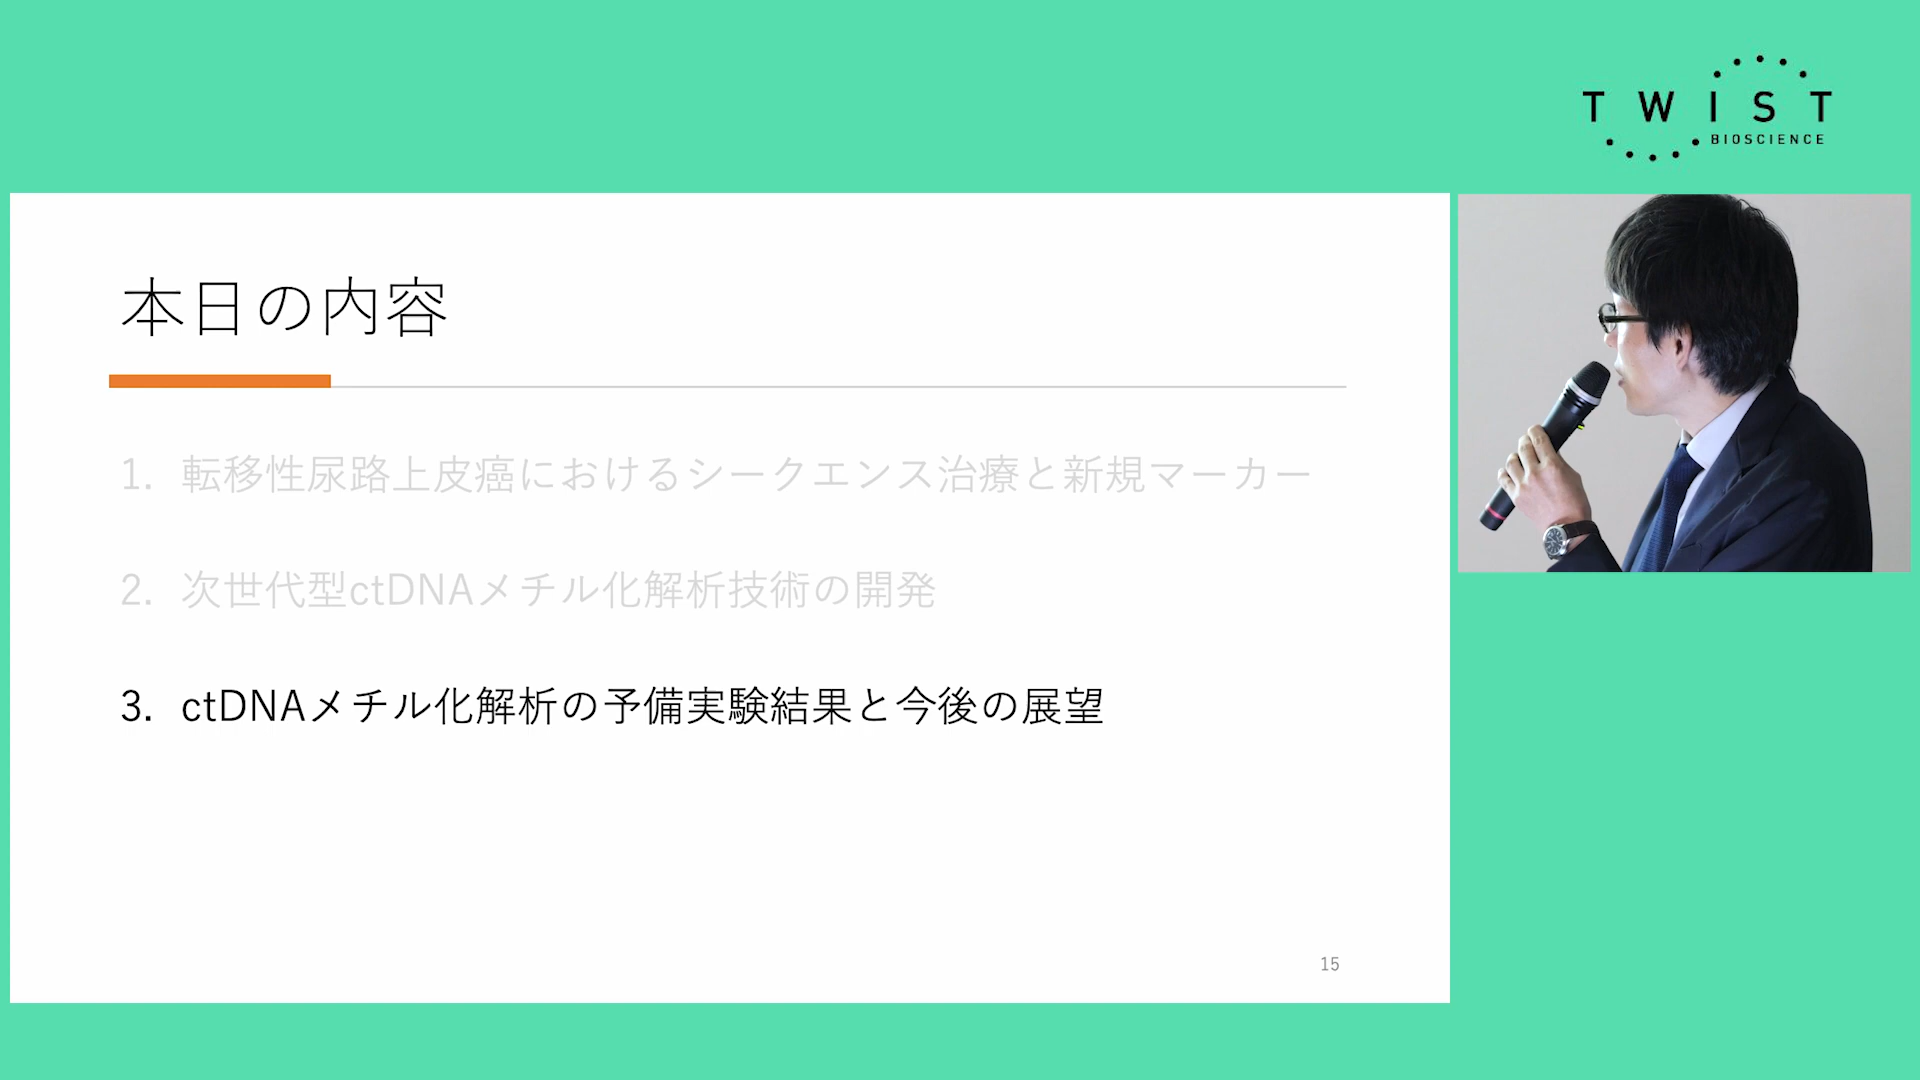 TWIST
BIOSCIENCE
本日の内容
1. 転移性尿路上皮癌におけるシークエンス治療と新規マーカー
2. 次世代型ctDNAメチル化解析技術の開発
3. ctDNAメチル化解析の予備実験結果と今後の展望
15